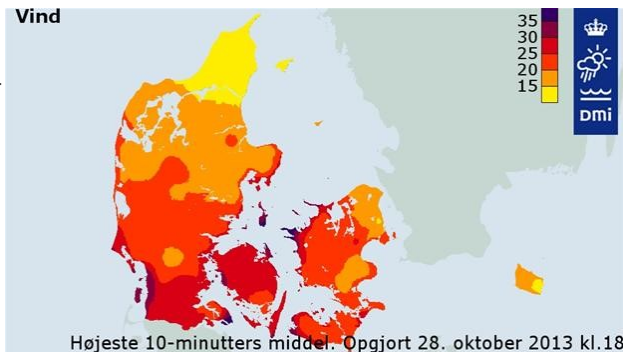 Vind
35
30
25
20
15
DMi
Højeste 10-minutters middel. Opgjort 28. oktober 2013 kl.18